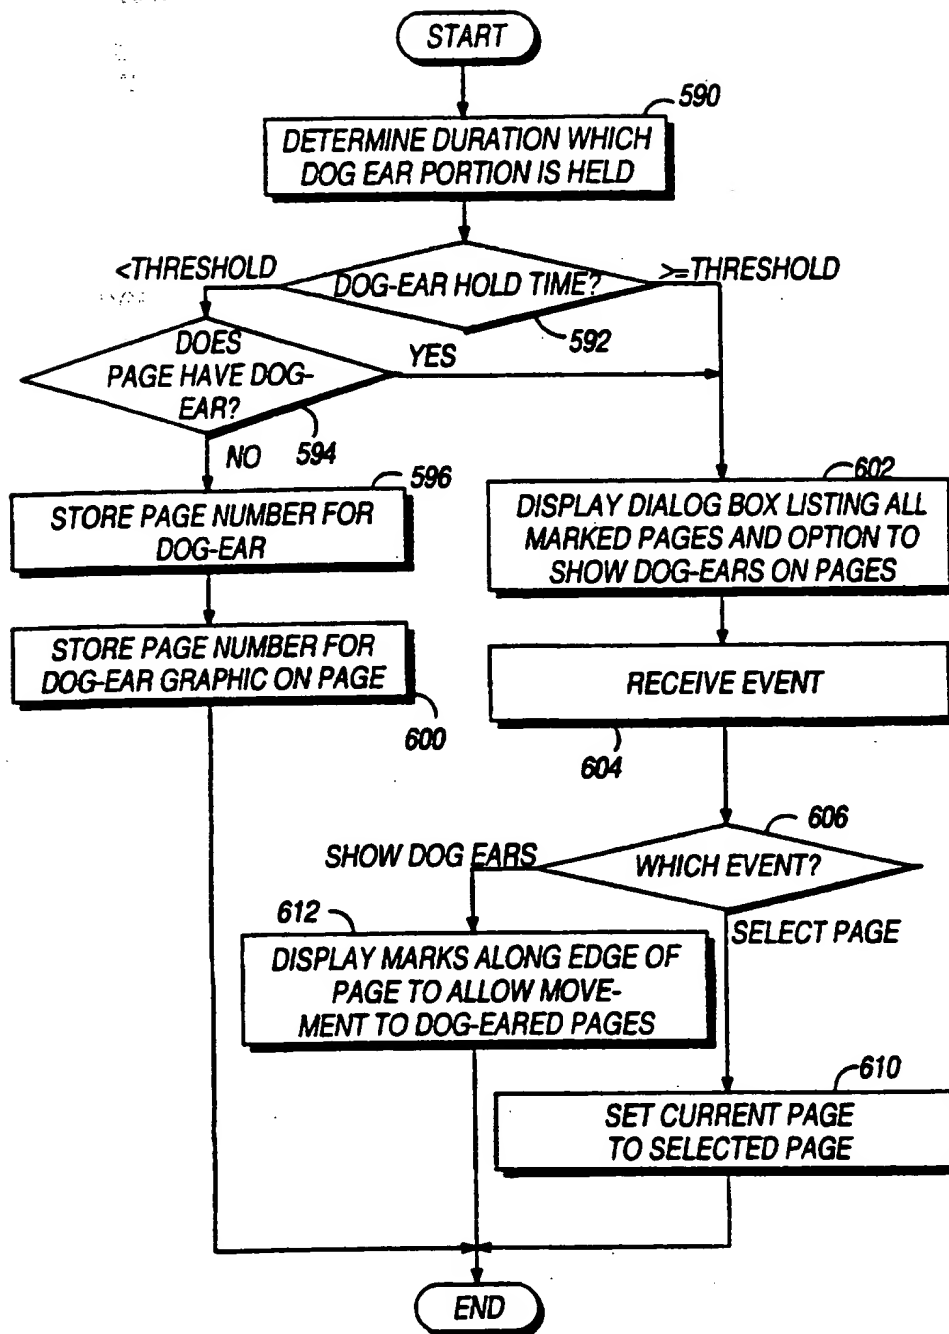 START
590
DETERMINE DURATION WHICH
DOG EAR PORTION IS HELD
<THRESHOLD
DOG-EAR HOLD TIME?
>=THRESHOLD
592
DOES
PAGE HAVE DOG-
EAR?
YES
594
NO
596
STORE PAGE NUMBER FOR
DOG-EAR
602
DISPLAY DIALOG BOX LISTING ALL
MARKED PAGES AND OPTION TO
SHOW DOG-EARS ON PAGES
STORE PAGE NUMBER FOR
DOG-EAR GRAPHIC ON PAGE
600
RECEIVE EVENT
604
606
SHOW DOG EARS
WHICH EVENT?
SELECT PAGE
612
DISPLAY MARKS ALONG EDGE OF
PAGE TO ALLOW MOVE-
MENT TO DOG-EARED PAGES
610
SET CURRENT PAGE
TO SELECTED PAGE
END